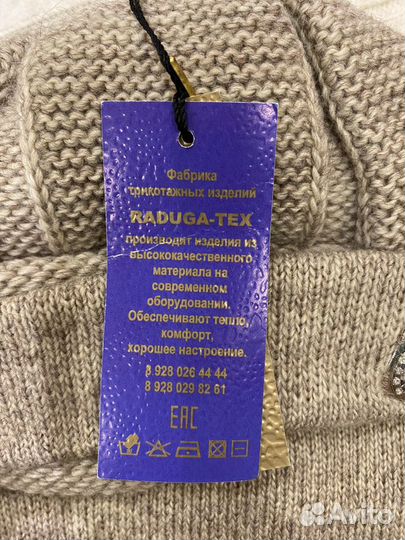 Фабрика
трикотажных изделий
RADUGA-TEX
производит изделия из
высококачественного
материала на
современном
оборудовании.
Обеспечивают тепло,
комфорт,
хорошее настроение.
8 928 026 44 44
8 928 029 82 61
EAC
Avito